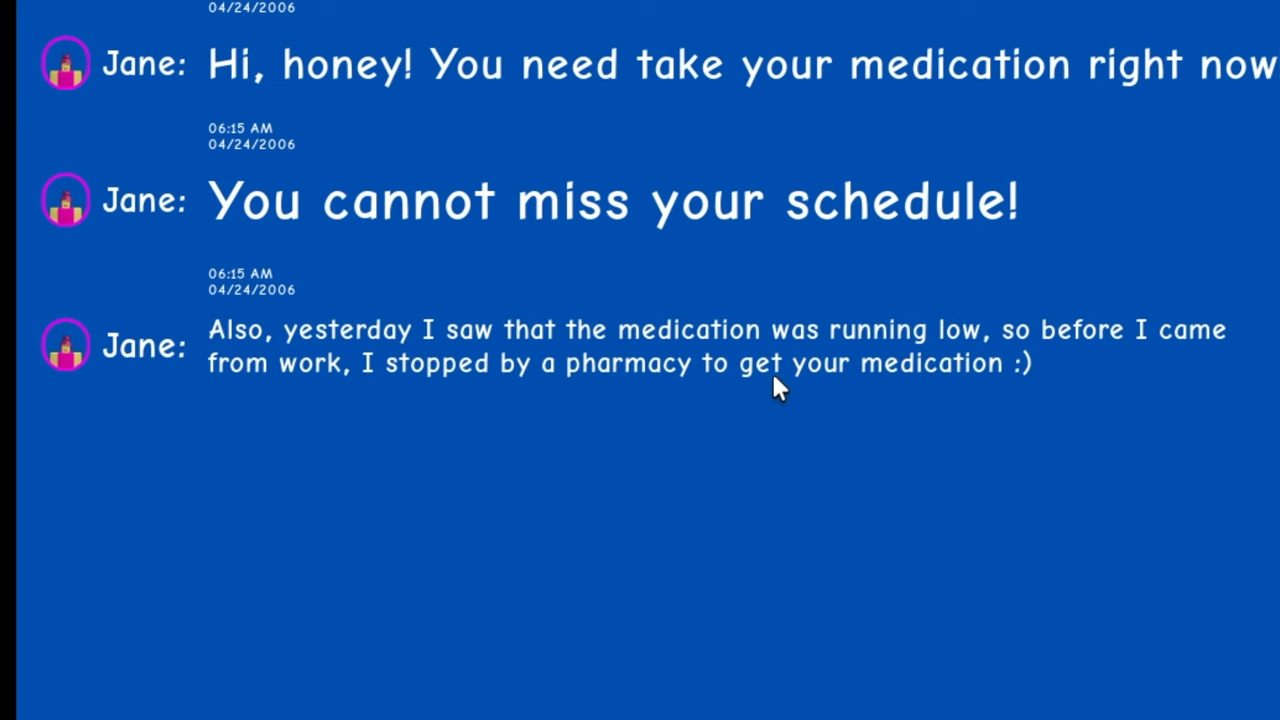 04/24/2006
Jane: Hi, honey! You need take your medication right now
06:15 AM
04/24/2006
Jane: You cannot miss your schedule!
06:15 AM
04/24/2006
Also, yesterday I saw that the medication was running low, so before I came
Jane:
from work, I stopped by a pharmacy to get your medication :)